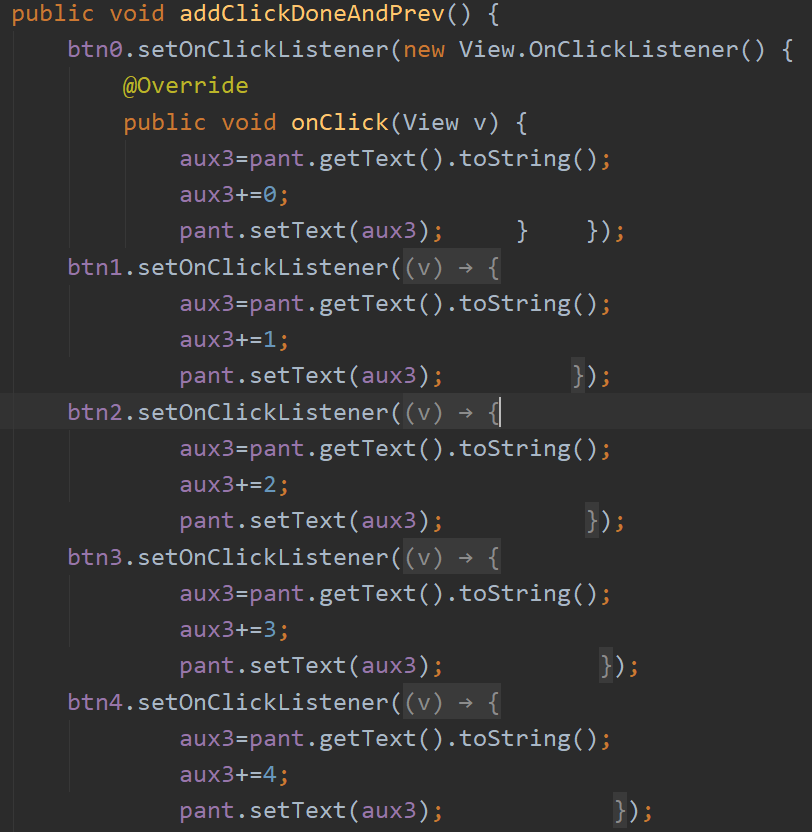 public void addClickDoneAndPrev() {
btn0.setOnClickListener(new View.OnClickListener() {
@Override
public void onClick(View v) {
aux3=pant.getText().toString();
aux3+=0;
pant.setText(aux3); } });
btn1.setOnClickListener((v) → {
aux3=pant.getText().toString();
aux3+=1;
pant.setText(aux3); });
btn2.setOnClickListener((v) → {
aux3=pant.getText().toString();
aux3+=2;
pant.setText(aux3); });
btn3.setOnClickListener((v) → {
aux3=pant.getText().toString();
aux3+=3;
pant.setText(aux3); });
btn4.setOnClickListener((v) → {
aux3=pant.getText().toString();
aux3+=4;
pant.setText(aux3); });